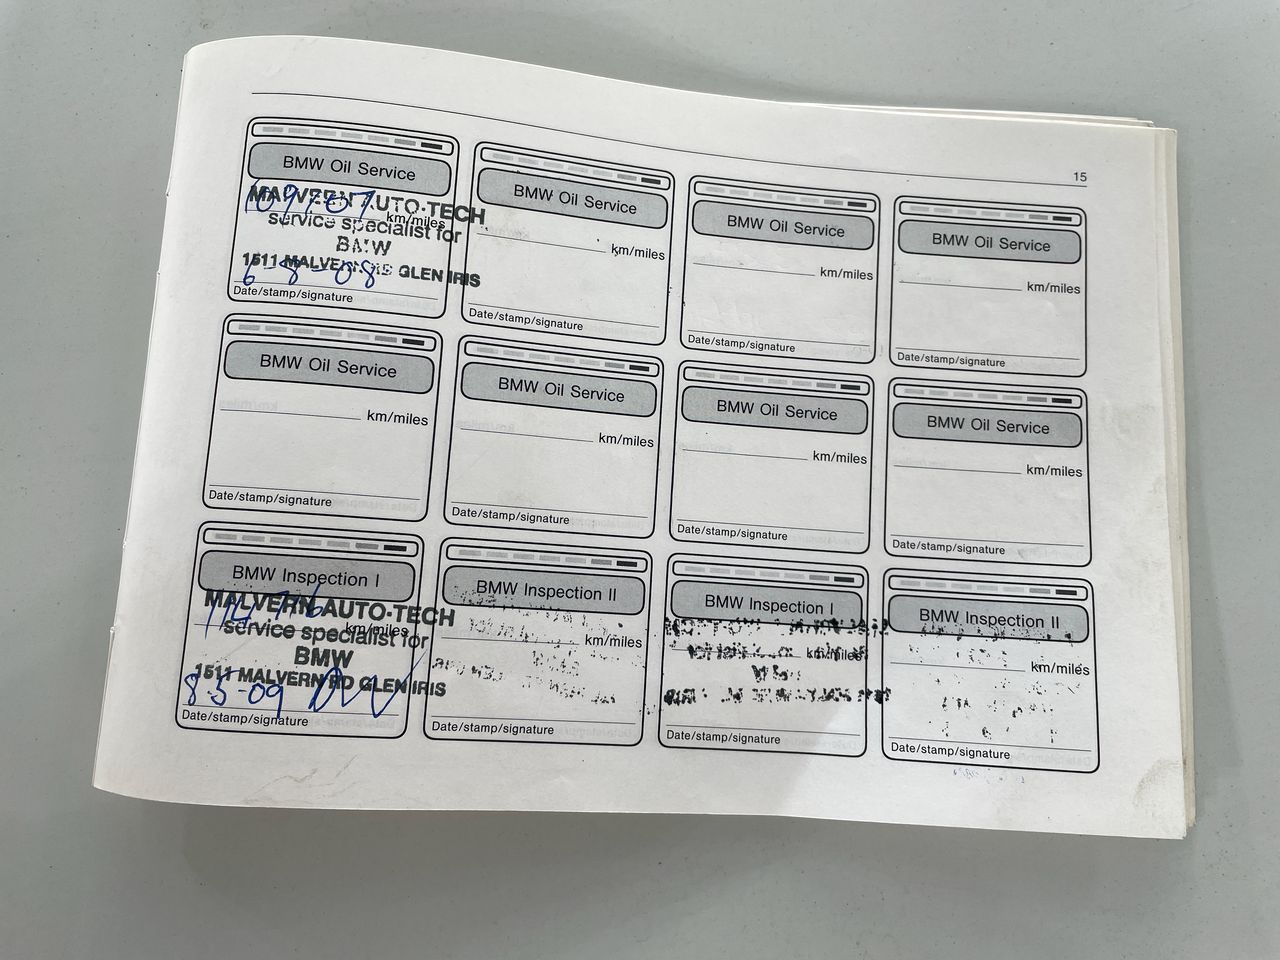 15
BMW Oil Service
MALVERN AUTO-TECH
km/miles
service specialist for
BMW
1511 MALVERN RD GLEN IRIS
6-8-08
Date/stamp/signature
BMW Oil Service
km/miles
Date/stamp/signature
BMW Oil Service
km/miles
Date/stamp/signature
BMW Oil Service
km/miles
Date/stamp/signature
BMW Oil Service
km/miles
Date/stamp/signature
BMW Oil Service
km/miles
Date/stamp/signature
BMW Oil Service
km/miles
Date/stamp/signature
BMW Oil Service
km/miles
Date/stamp/signature
BMW Inspection I
MALVERN AUTO-TECH
km/miles
service specialist for
BMW
1511 MALVERN RD GLEN IRIS
8-5-09
Date/stamp/signature
BMW Inspection II
km/miles
Date/stamp/signature
BMW Inspection I
km/miles
Date/stamp/signature
BMW Inspection II
km/miles
Date/stamp/signature